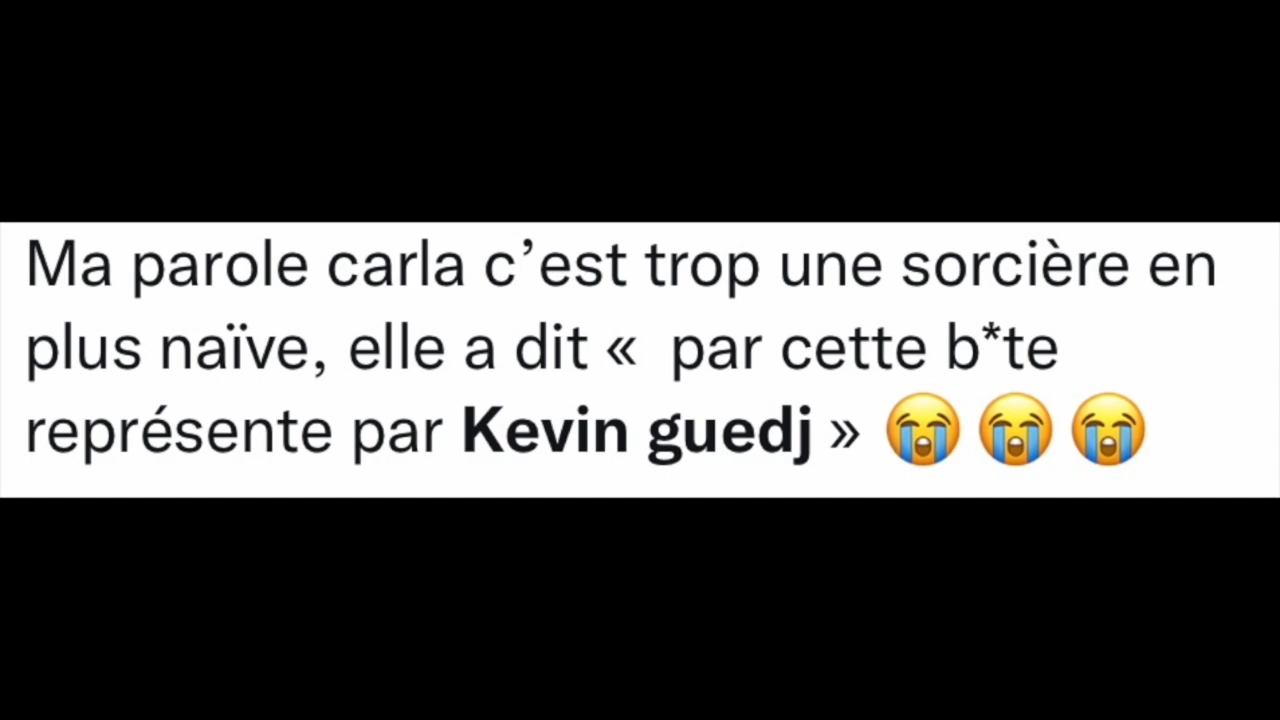 Ma parole carla c’est trop une sorcière en
plus naïve, elle a dit «  par cette b*te
représente par Kevin guedj » 😭😭😭